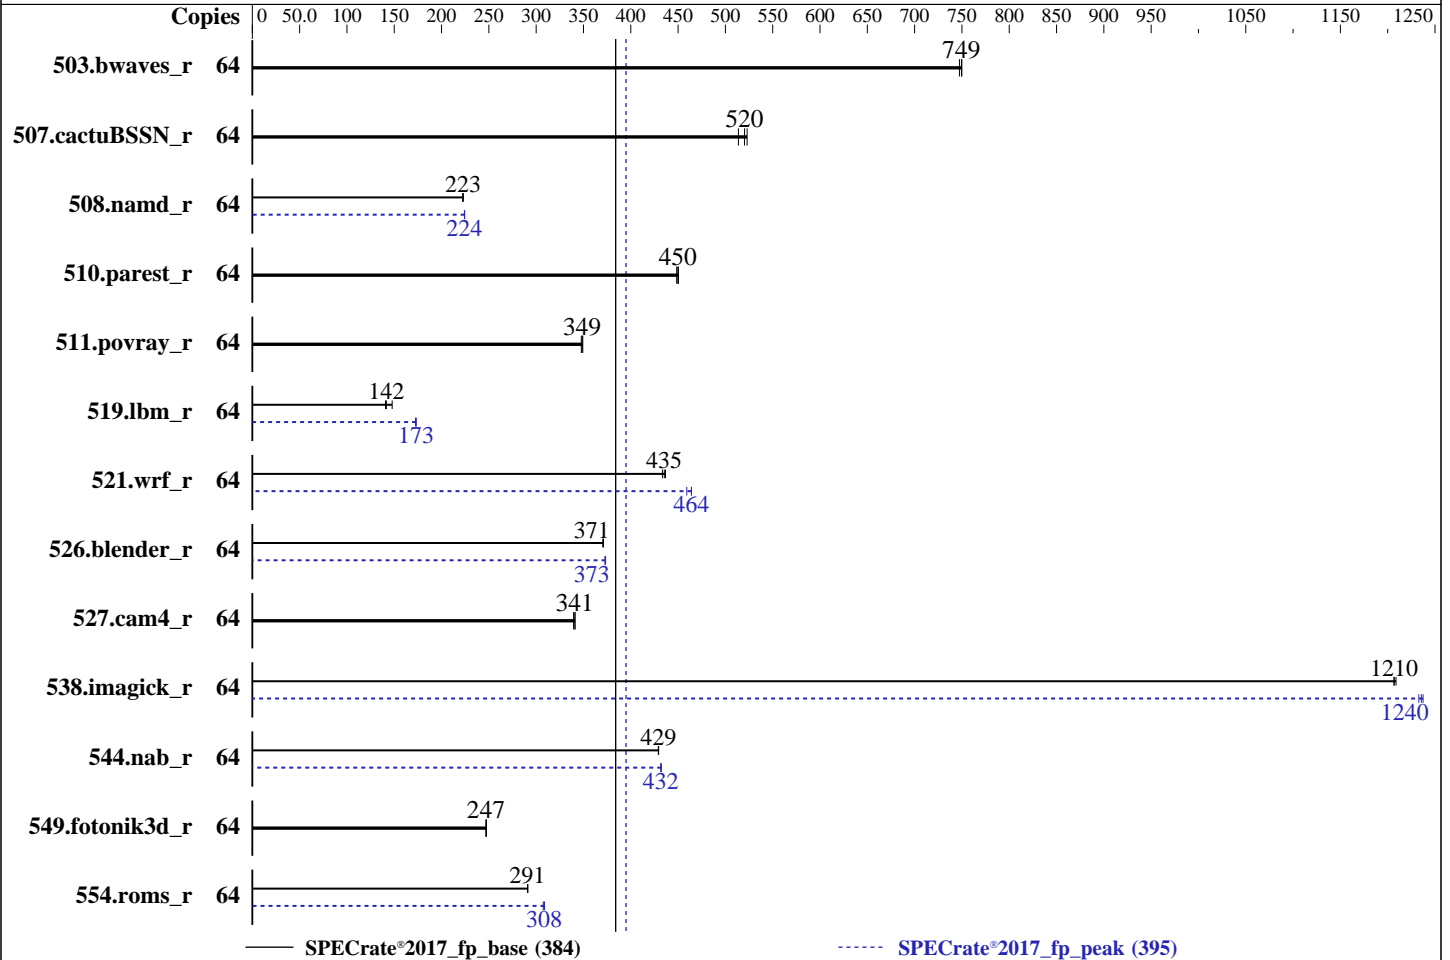 Copies 0 50.0 100 150 200 250 300 350 400 450 500 550 600 650 700 750 800 850 900 950 1050 1150 1250
749
503.bwaves_r 64
520
507.cactuBSSN_r 64
223
508.namd_r 64
224
450
510.parest_r 64
349
511.povray_r 64
142
519.lbm_r 64
173
435
521.wrf_r 64
464
371
526.blender_r 64
373
341
527.cam4_r 64
1210
538.imagick_r 64
1240
429
544.nab_r 64
432
247
549.fotonik3d_r 64
291
554.roms_r 64
308
SPECrate®2017_fp_base (384) SPECrate®2017_fp_peak (395)